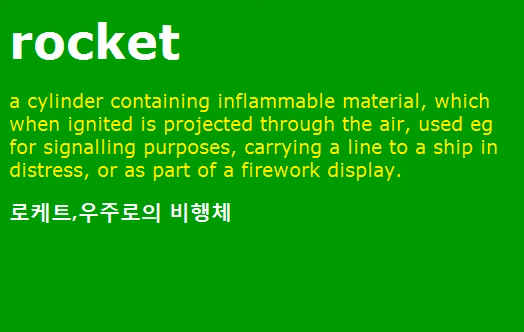 rocket
a cylinder containing inflammable material, which
when ignited is projected through the air, used eg
for signalling purposes, carrying a line to a ship in
distress, or as part of a firework display.
로케트,우주로의 비행체